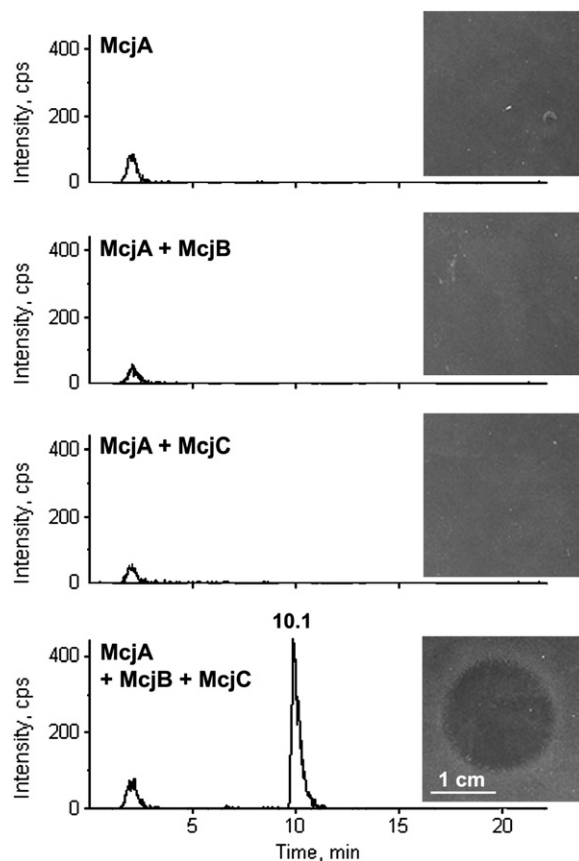 McjA
Intensity, cps
400
200
0
McjA + McjB
Intensity, cps
400
200
0
McjA + McjC
Intensity, cps
400
200
0
10.1
McjA
+ McjB + McjC
Intensity, cps
400
200
0
1 cm
5 10 15 20
Time, min